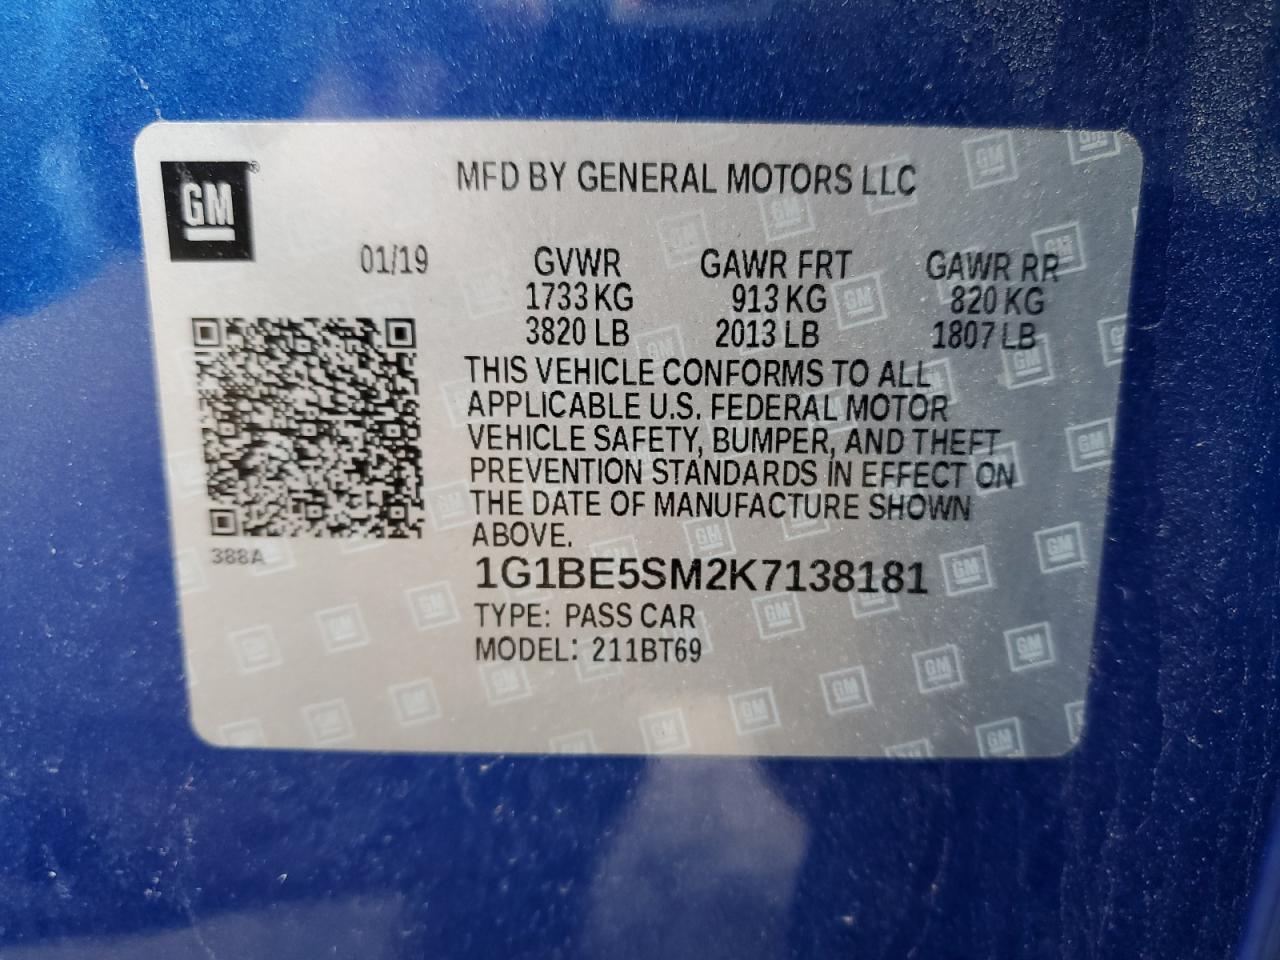 GM®
MFD BY GENERAL MOTORS LLC
01/19
GVWR GAWR FRT GAWR RR
1733 KG 913 KG 820 KG
3820 LB 2013 LB 1807 LB
THIS VEHICLE CONFORMS TO ALL
APPLICABLE U.S. FEDERAL MOTOR
VEHICLE SAFETY, BUMPER, AND THEFT
PREVENTION STANDARDS IN EFFECT ON
THE DATE OF MANUFACTURE SHOWN
ABOVE.
388A
1G1BE5SM2K7138181
TYPE: PASS CAR
MODEL: 211BT69